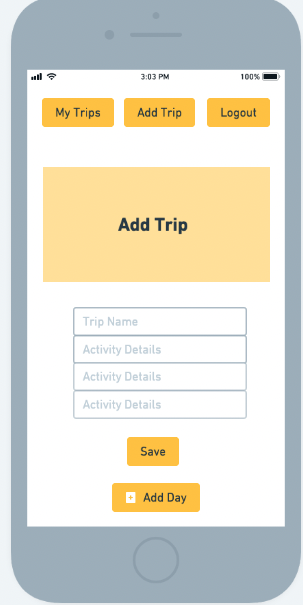 3:03 PM 100%
My Trips Add Trip Logout
Add Trip
Trip Name
Activity Details
Activity Details
Activity Details
Save
Add Day